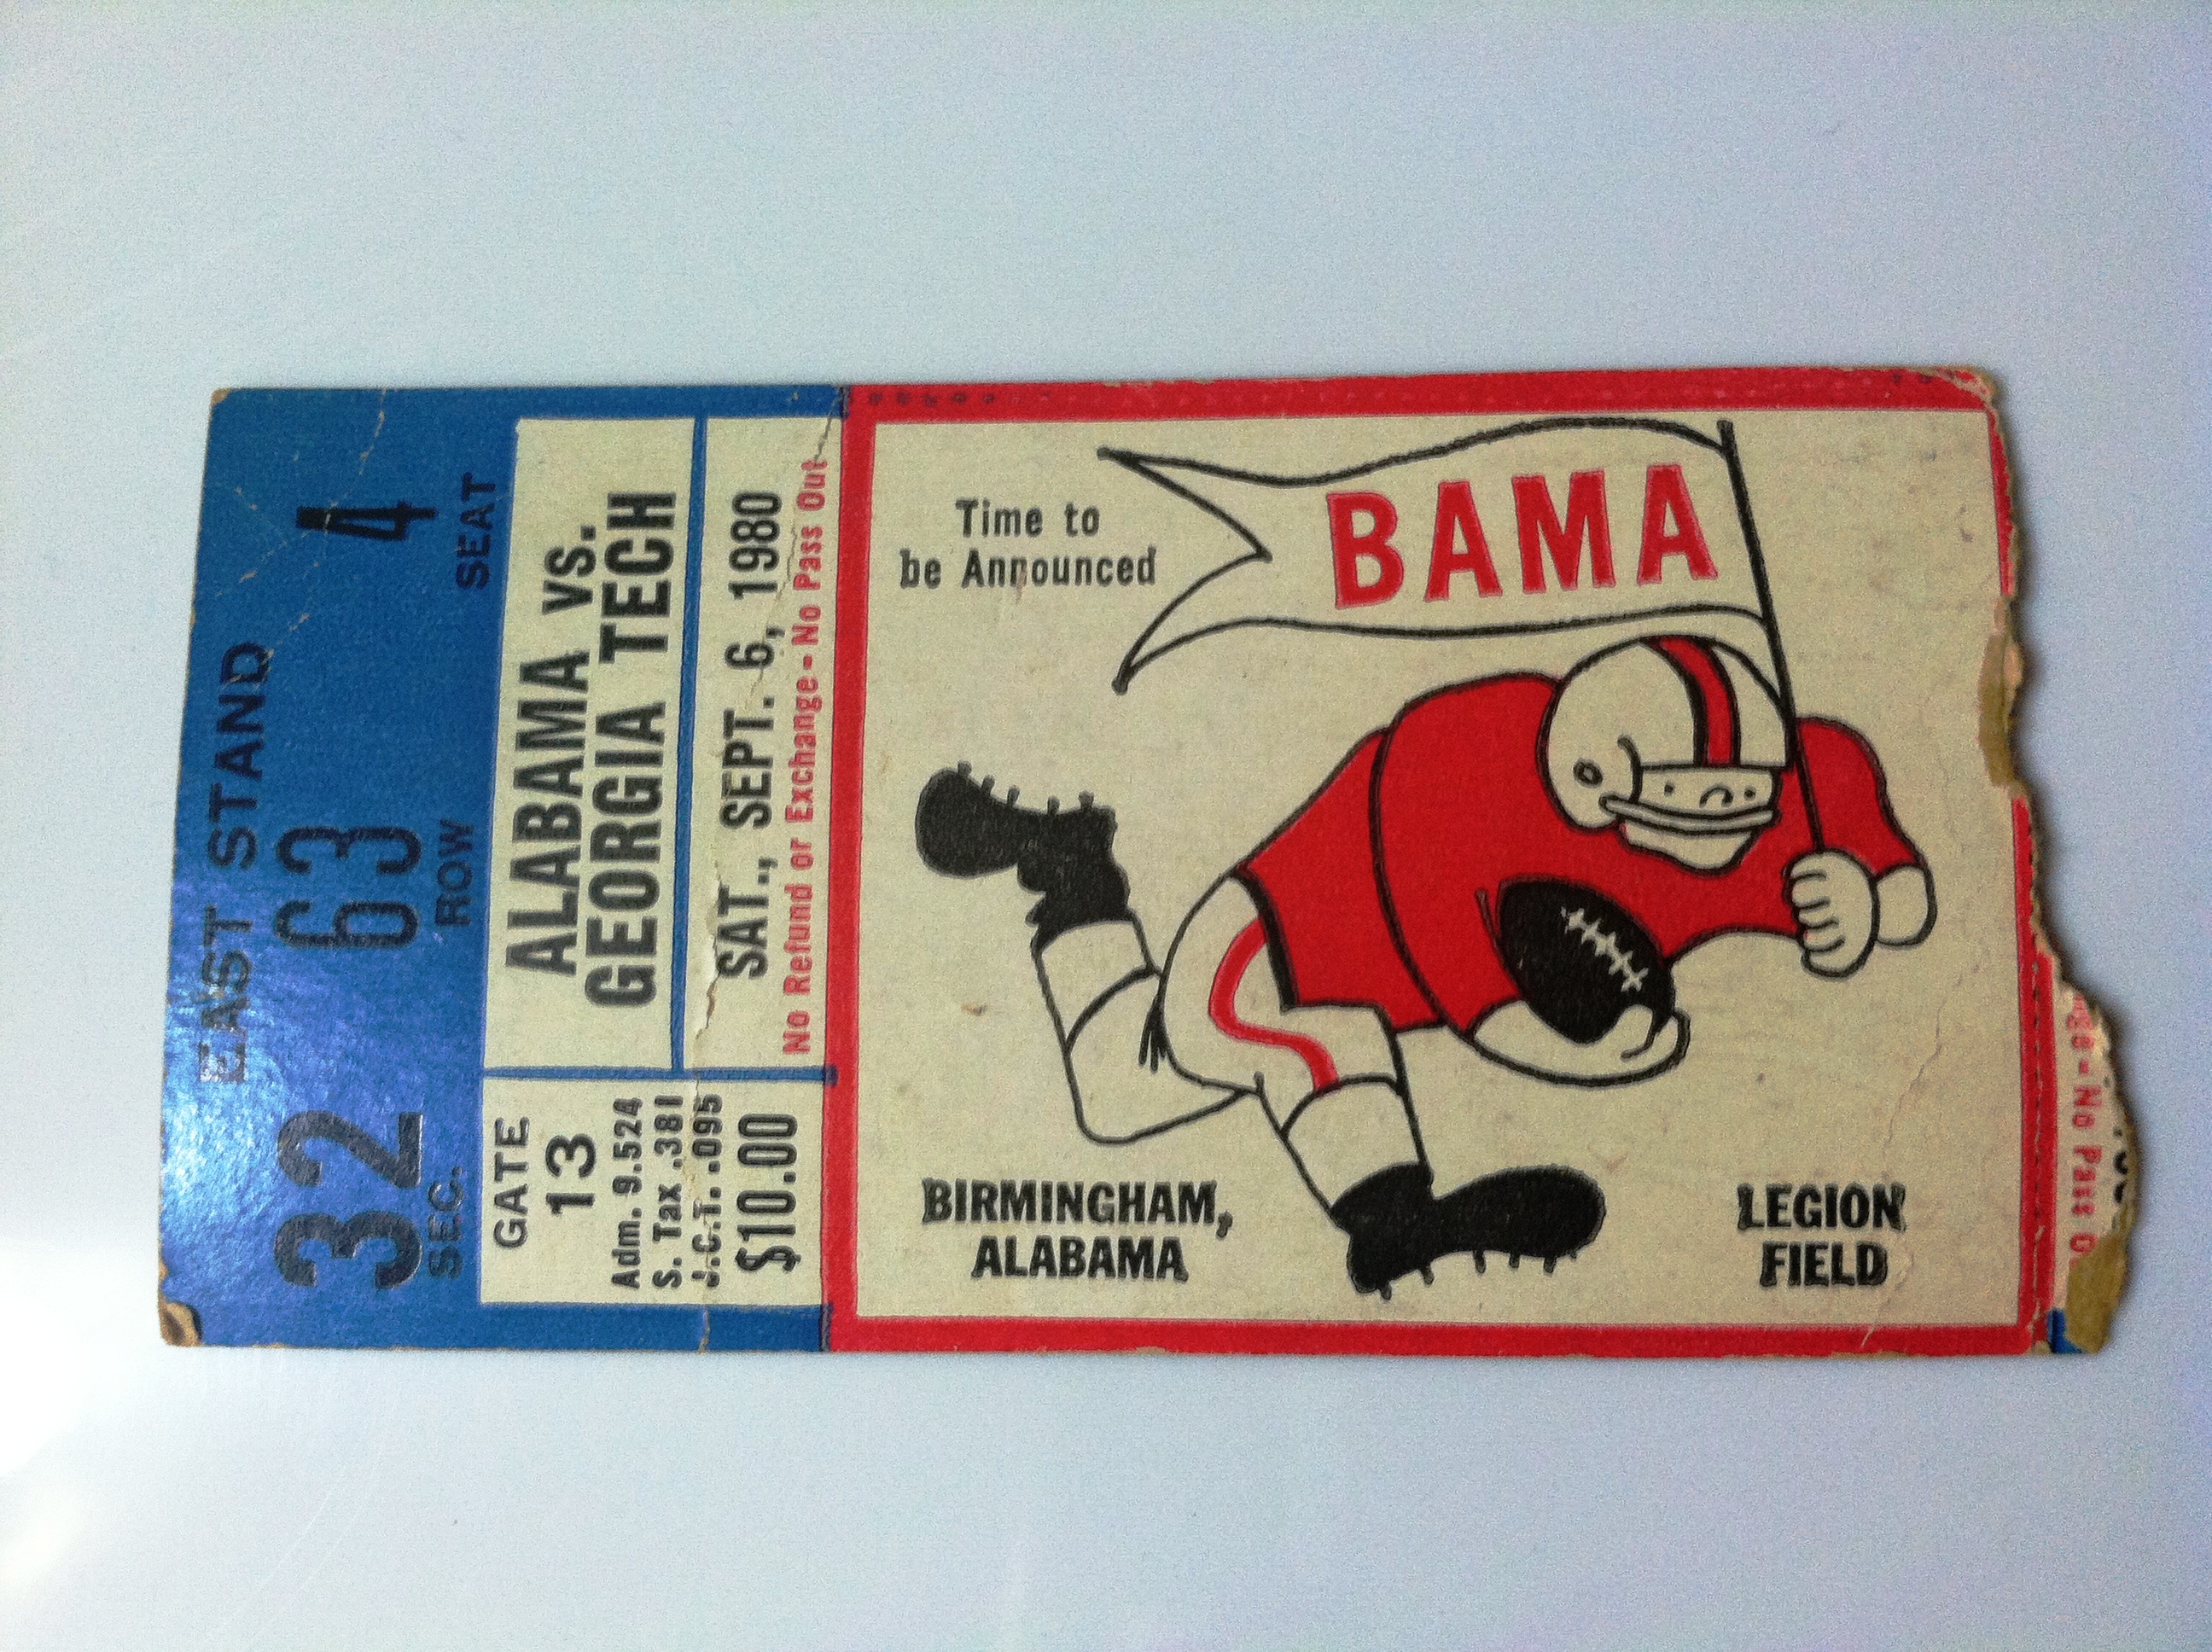 EAST STAND
32 63 4
SEC. ROW SEAT
GATE
13
Adm. 9.524
S. Tax .381
J.C.T. .095
$10.00
ALABAMA VS.
GEORGIA TECH
SAT., SEPT. 6, 1980
No Refund or Exchange - No Pass Out
Time to
be Announced
BAMA
BIRMINGHAM,
ALABAMA
LEGION
FIELD
No Pass O